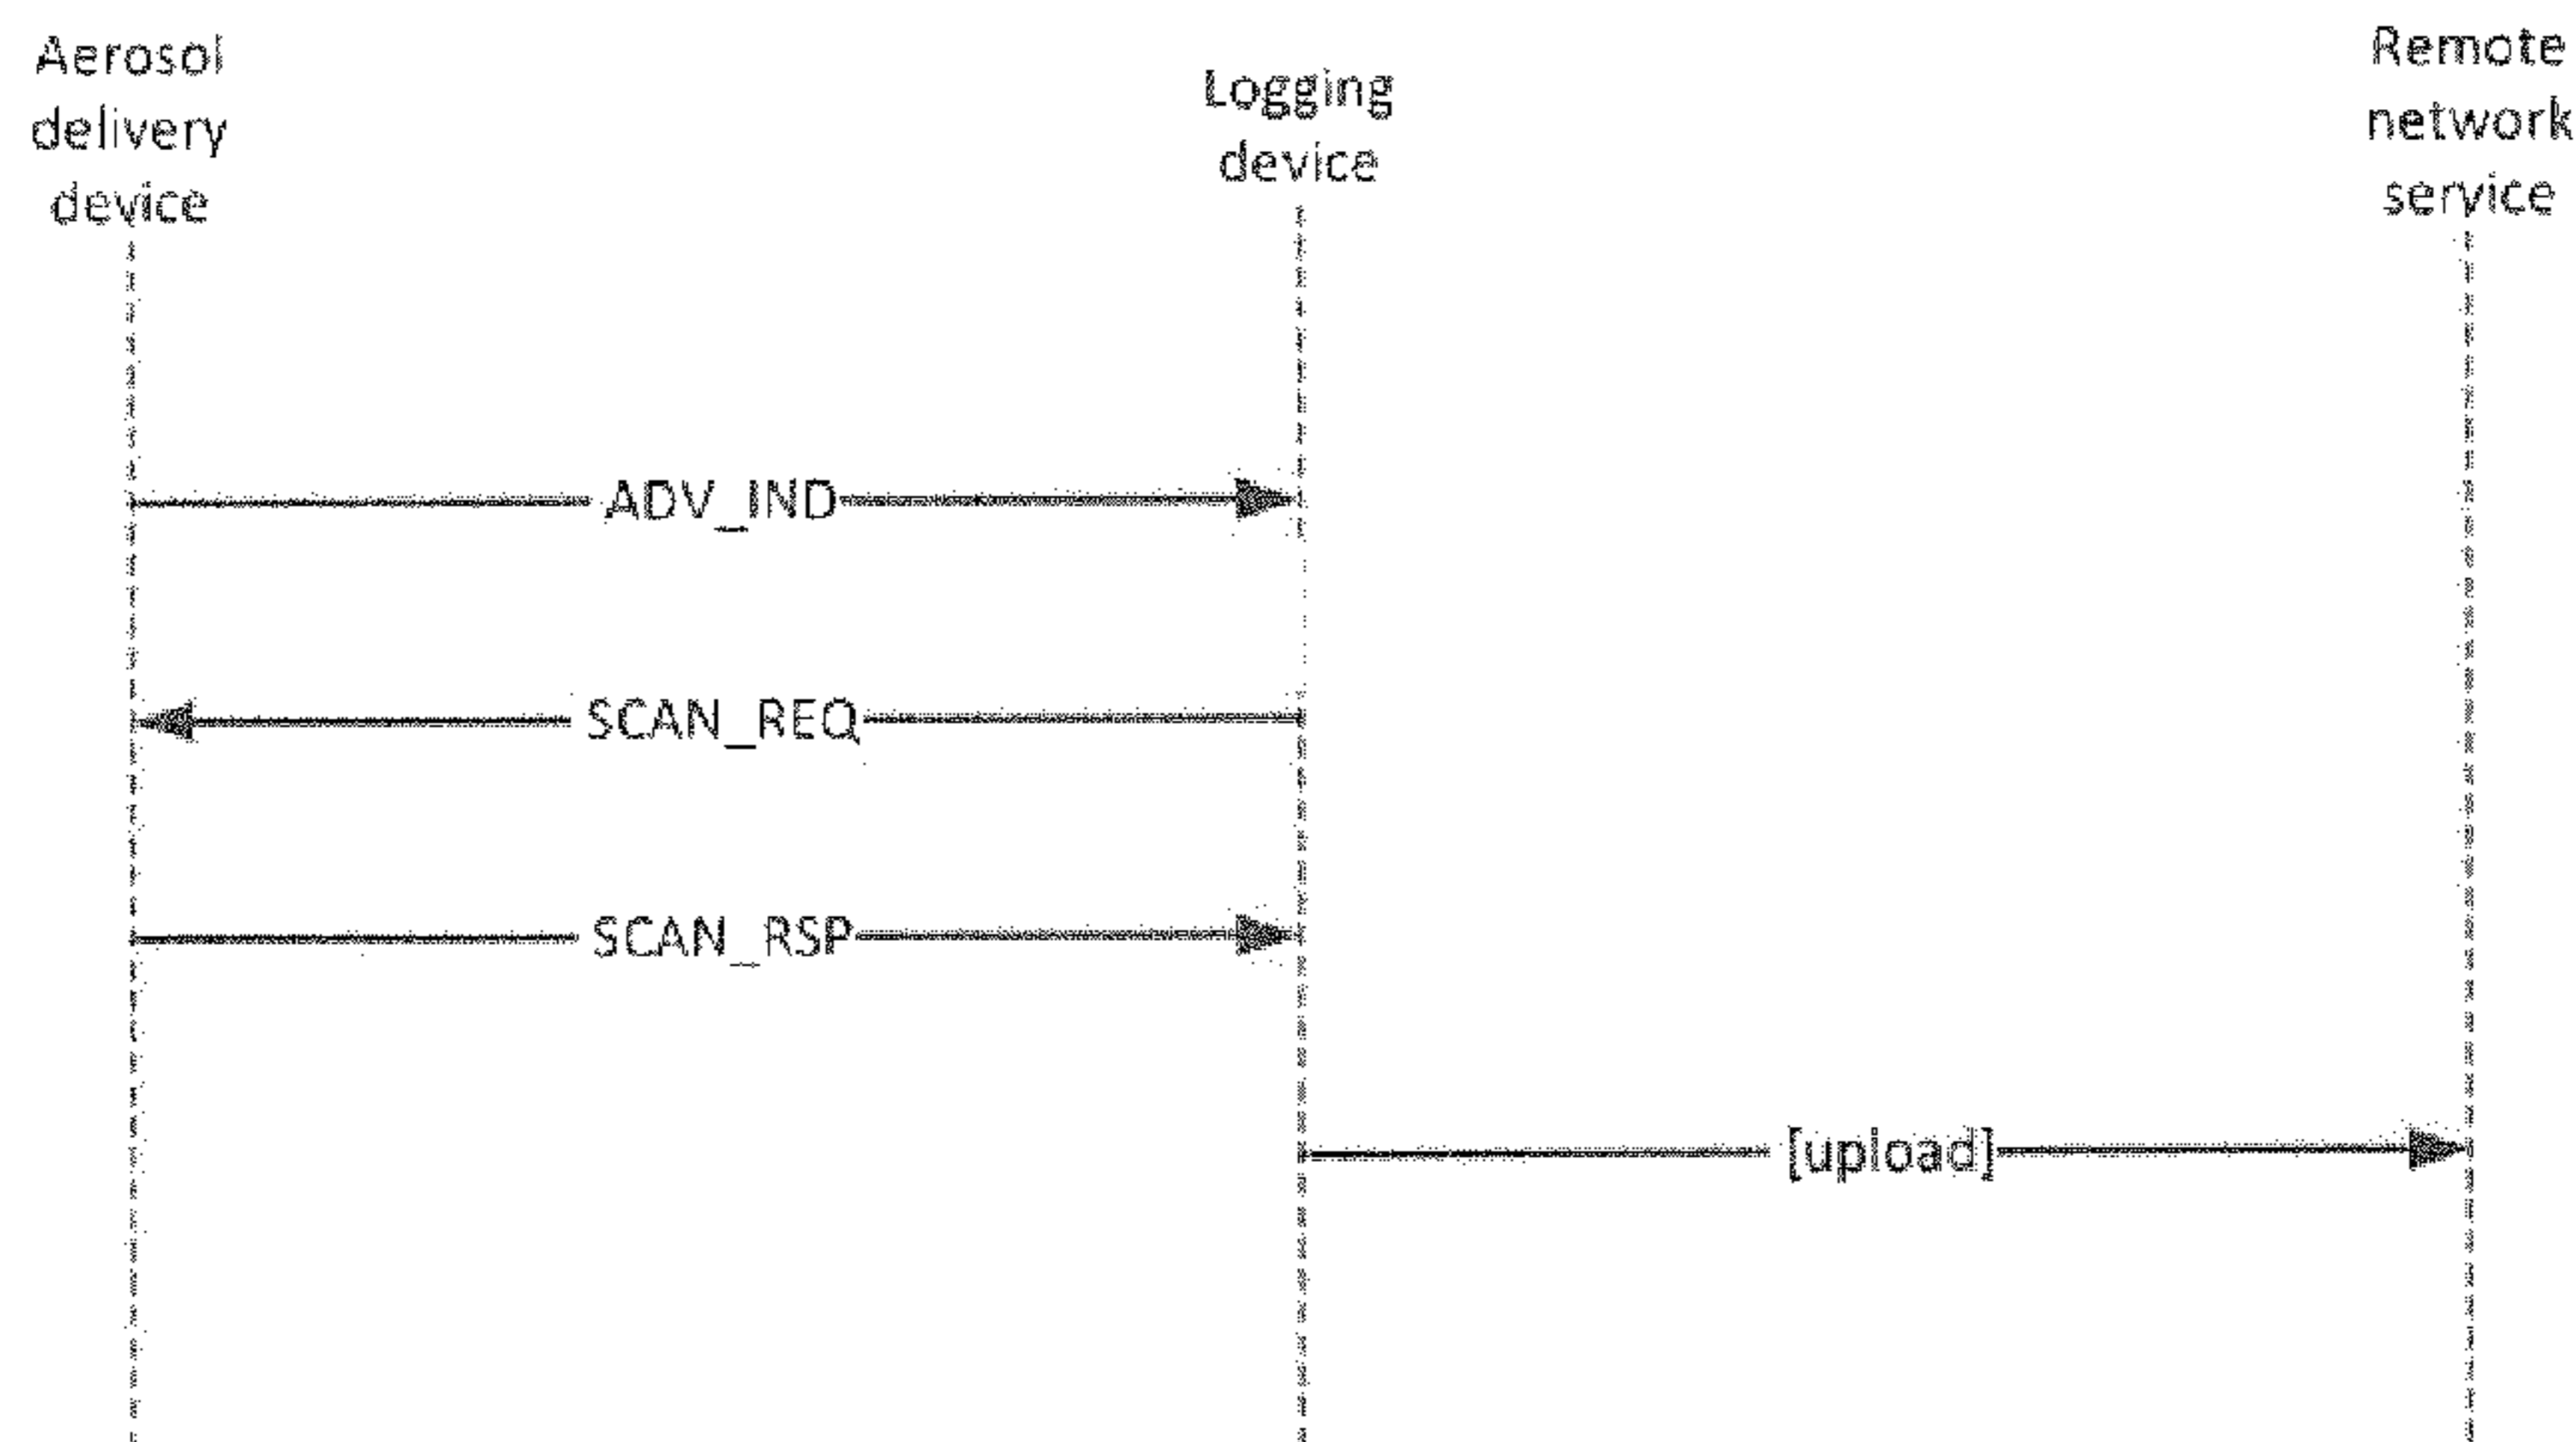 Aerosol
delivery
device
Logging
device
Remote
network
service
ADV_IND
SCAN_REQ
SCAN_RSP
[upload]